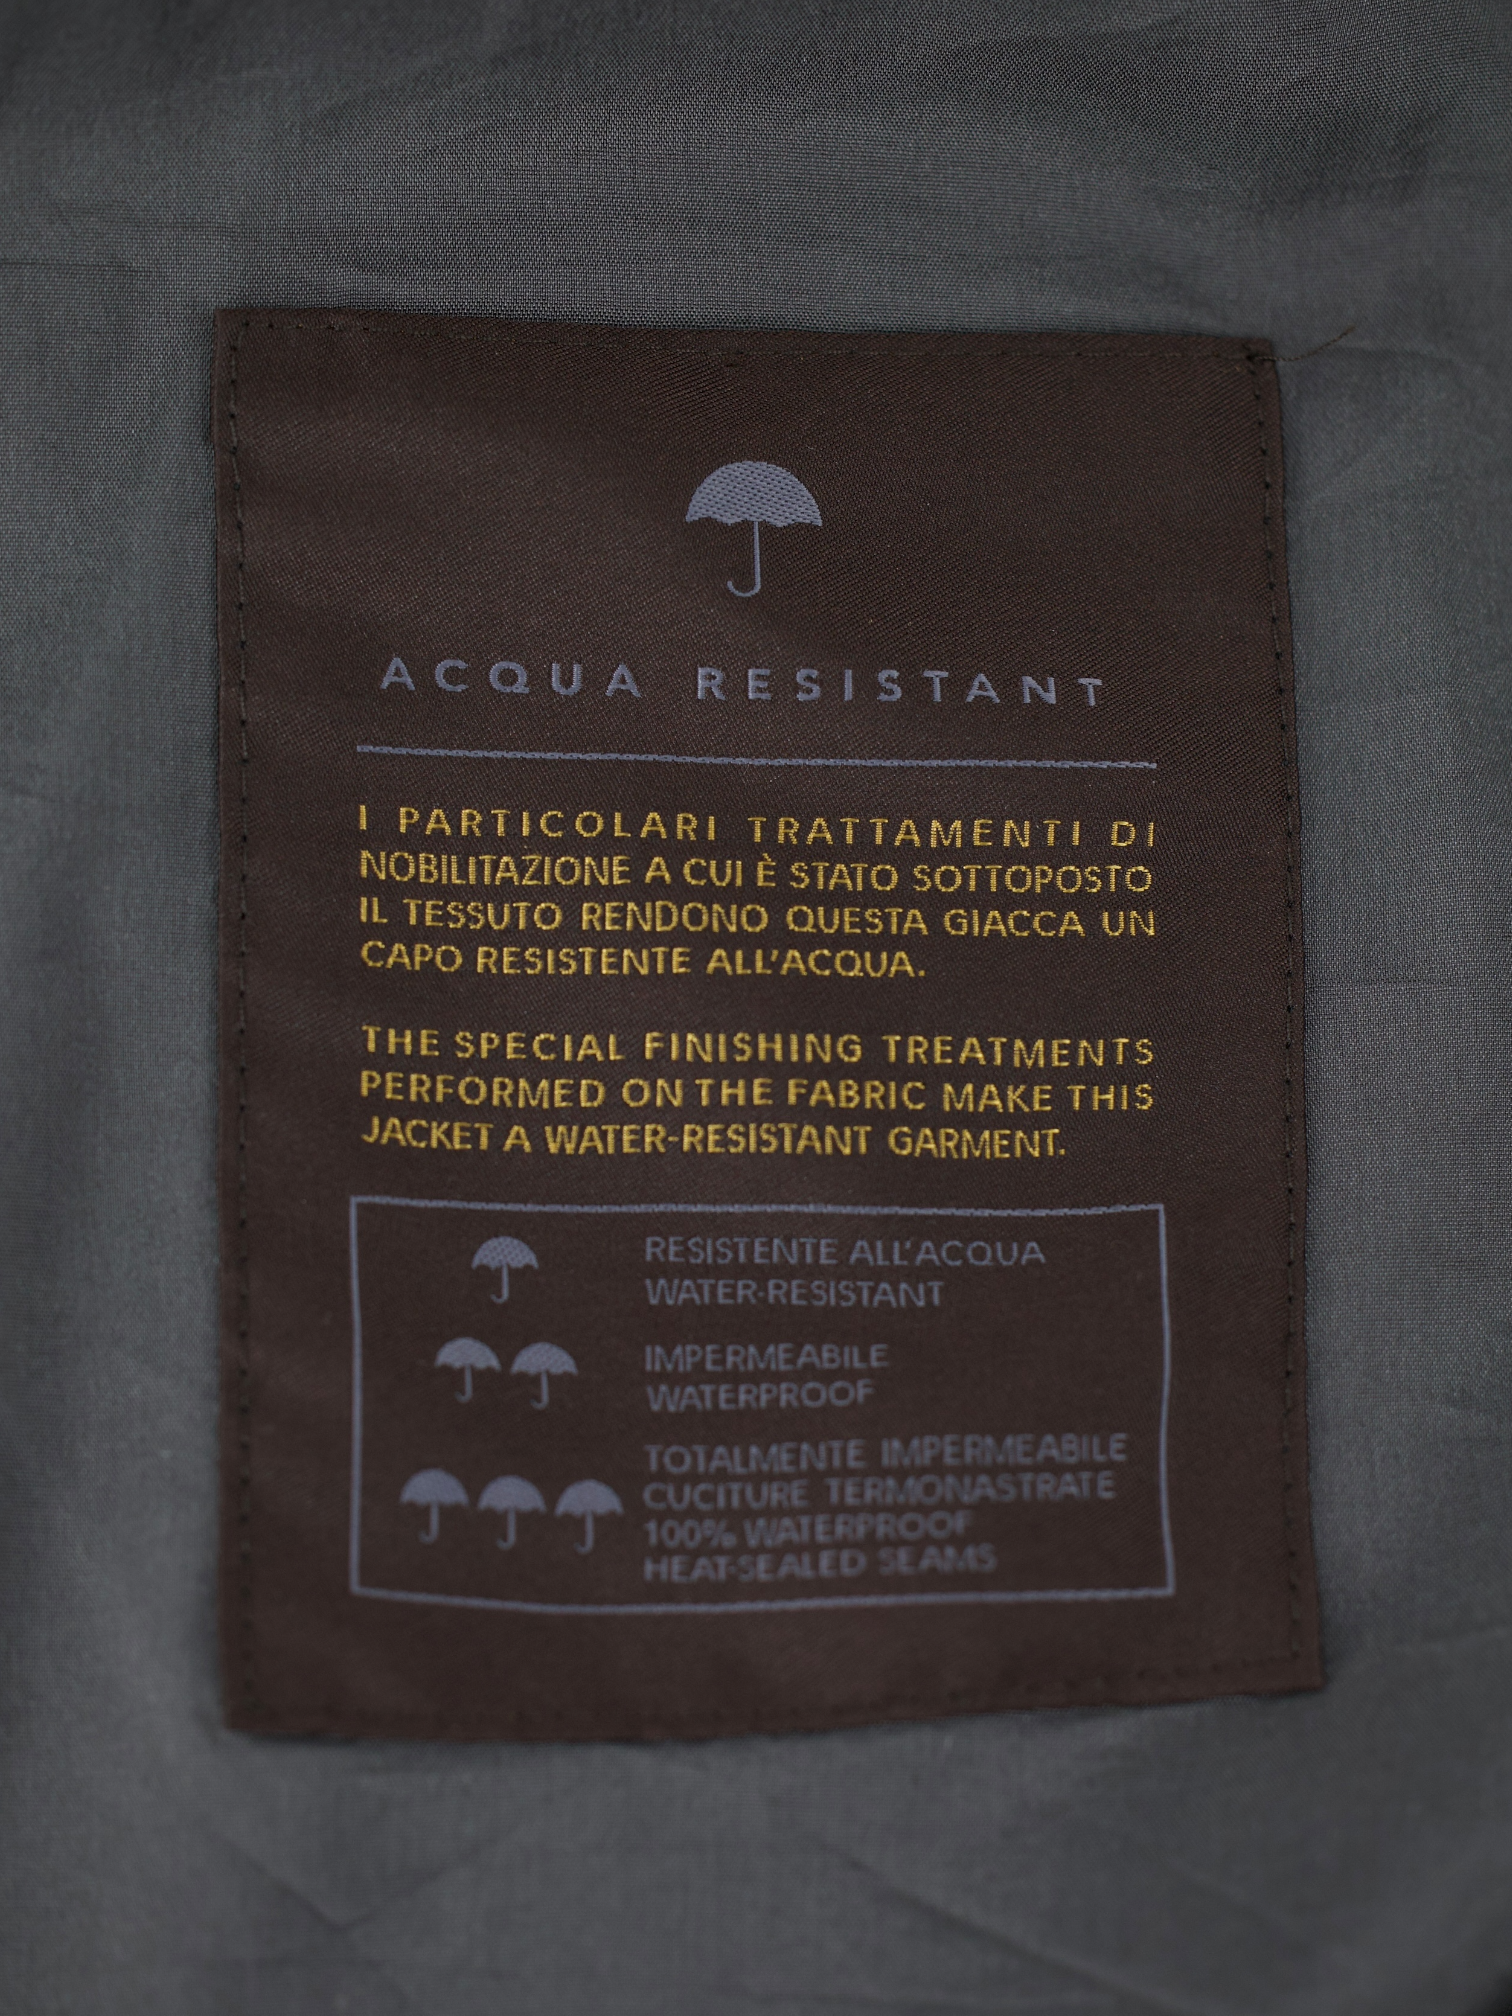 ACQUA RESISTANT
I PARTICOLARI TRATTAMENTI DI
NOBILITAZIONE A CUI È STATO SOTTOPOSTO
IL TESSUTO RENDONO QUESTA GIACCA UN
CAPO RESISTENTE ALL'ACQUA.
THE SPECIAL FINISHING TREATMENTS
PERFORMED ON THE FABRIC MAKE THIS
JACKET A WATER-RESISTANT GARMENT.
RESISTENTE ALL'ACQUA
WATER-RESISTANT
IMPERMEABILE
WATERPROOF
TOTALMENTE IMPERMEABILE
CUCITURE TERMONASTRATE
100% WATERPROOF
HEAT-SEALED SEAMS